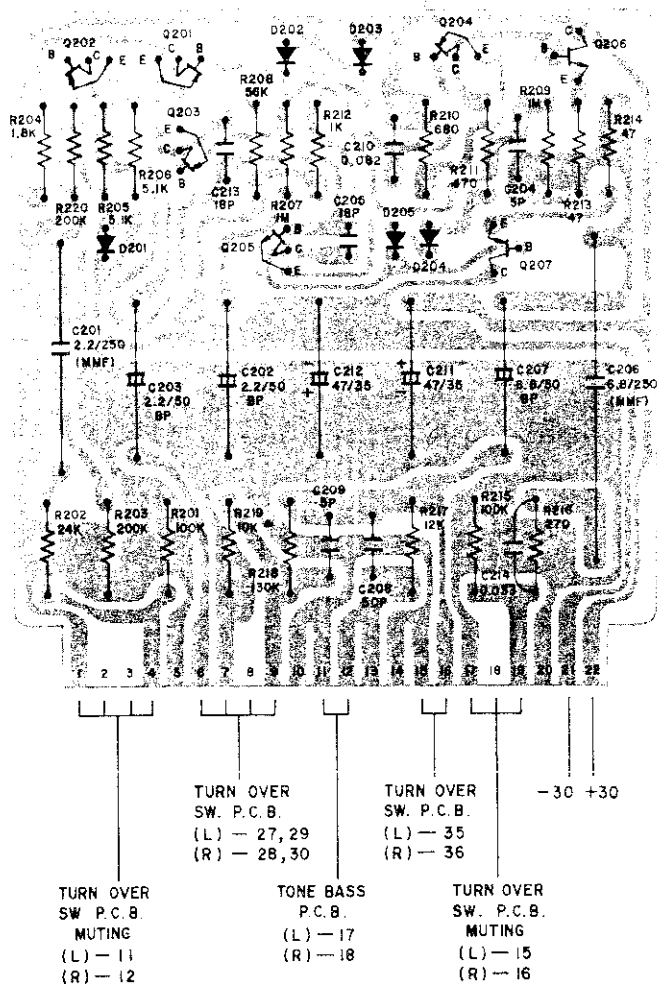 Q202 Q201 D202 D203 Q204 Q206
B C E E C B B C E C B E
R208 56K
R204 1.8K
Q203 E C B
R212 1K
C210 0.082
R210 680
R209 1M
R214 47
R206 5.1K
C213 18P
R211 470
C204 5P
R213 47
R220 200K
R205 5.1K
R207 1M
C205 18P
D201
Q205 B C E
D205
D204
E B C Q207
C201 2.2/250 (MMF)
C203 2.2/50 BP
C202 2.2/50 BP
C212 47/35 +
C211 47/35
C207 6.8/50 BP
C206 6.8/250 (MMF)
R202 24K
R203 200K
R201 100K
R219 10K
R218 130K
C209 5P
C208 50P
R217 12K
R215 100K
C214 0.033
R216 270
1 2 3 4 5 6 7 8 9 10 11 12 13 14 15 16 17 18 19 20 21 22
TURN OVER
SW. P.C.B.
(L) — 27, 29
(R) — 28, 30
TURN OVER
SW. P.C.B.
(L) — 35
(R) — 36
-30 +30
TURN OVER
SW P.C.B.
MUTING
(L) — 11
(R) — 12
TONE BASS
P.C.B.
(L) — 17
(R) — 18
TURN OVER
SW. P.C.B.
MUTING
(L) — 15
(R) — 16